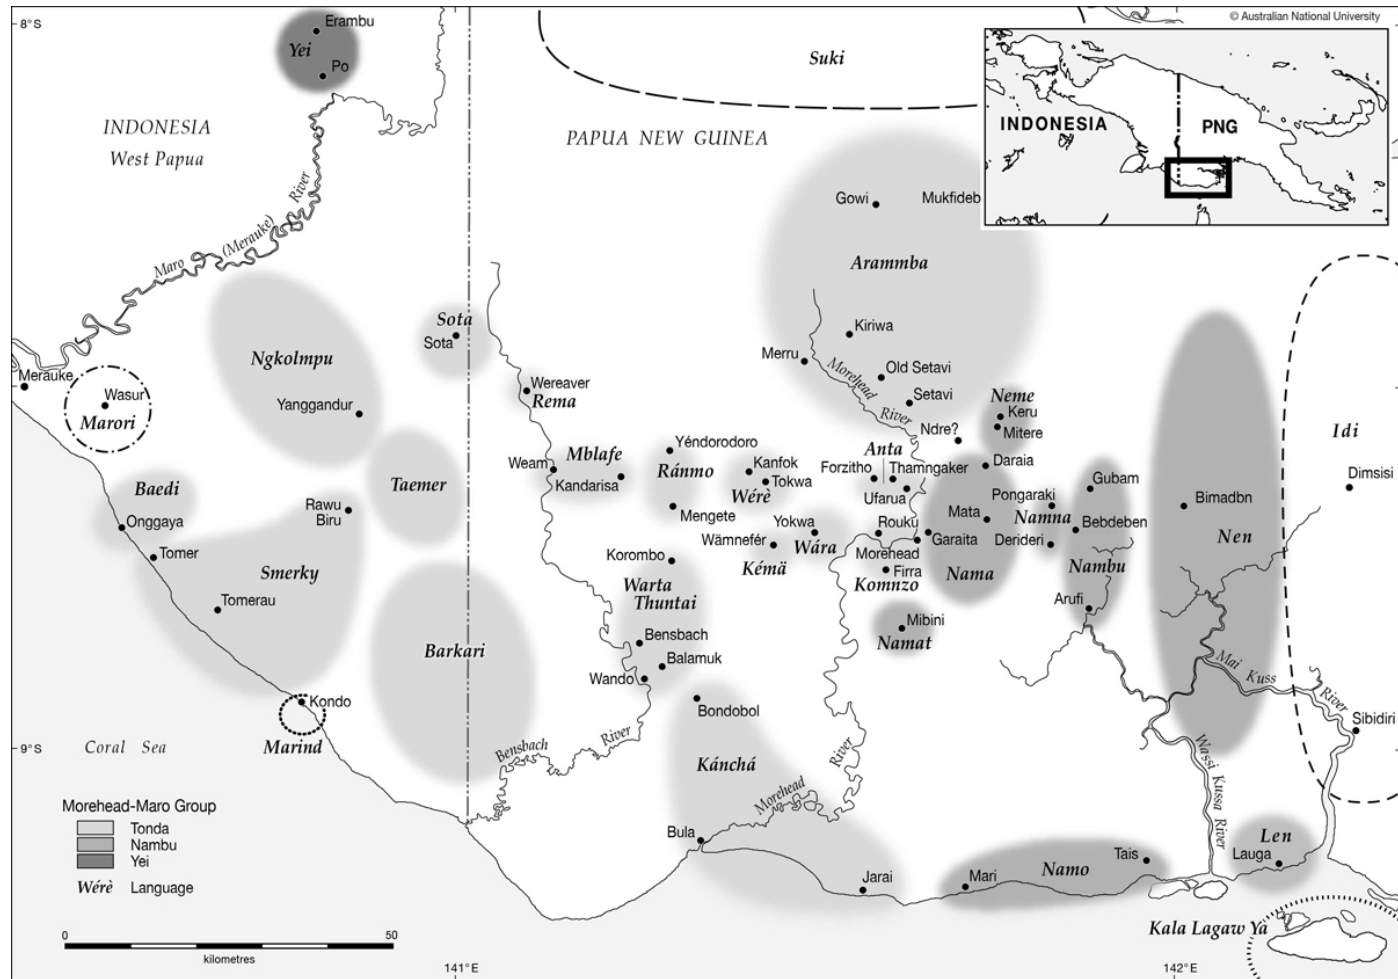 8°S
© Australian National University
Erambu
Yei
Po
Suki
INDONESIA
West Papua
PAPUA NEW GUINEA
INDONESIA
PNG
Maro (Merauke) River
Gowi
Mukfideb
Arammba
Sota
Sota
Ngkolmpu
Kiriwa
Merru
Morehead River
Old Setavi
Setavi
Merauke
Wasur
Marori
Yanggandur
Wereaver
Rema
Neme
Keru
Mitere
Ndre?
Idi
Yéndorodoro
Anta
Weam
Mblafe
Kandarisa
Ránmo
Kanfok
Tokwa
Wérè
Forzitho
Thamngaker
Ufarua
Daraia
Gubam
Dimsisi
Taemer
Baedi
Onggaya
Rawu
Biru
Mengete
Yokwa
Wára
Wämnefér
Kémä
Rouku
Morehead
Garaita
Mata
Pongaraki
Namna
Derideri
Bebdeben
Bimadbn
Nen
Tomer
Smerky
Korombo
Warta
Thuntai
Komnzo
Firra
Nama
Nambu
Tomerau
Arufi
Mibini
Namat
Barkari
Bensbach
Balamuk
Wando
Mai Kuss River
Kondo
Marind
Bondobol
Sibidiri
9°S
Coral Sea
Bensbach River
Kánchá
Morehead River
Wassi Kussa River
Morehead-Maro Group
Tonda
Nambu
Yei
Wérè Language
Bula
Jarai
Mari
Namo
Tais
Len
Lauga
Kala Lagaw Ya
0 50
kilometres
141°E
142°E